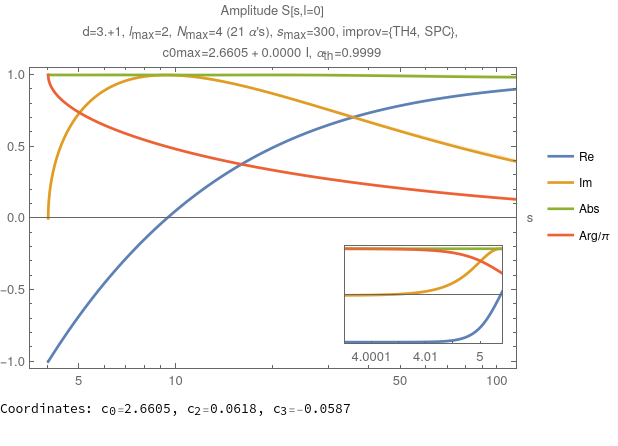 Amplitude S[s,l=0]
d=3.+1, lmax=2, Nmax=4 (21 α's), smax=300, improv={TH4, SPC},
c0max=2.6605 + 0.0000 I, αth=0.9999
1.0
0.5
0.0
−0.5
−1.0
5
10
50
100
s
4.0001
4.01
5
Re
Im
Abs
Arg/π
Coordinates: c0=2.6605, c2=0.0618, c3=-0.0587